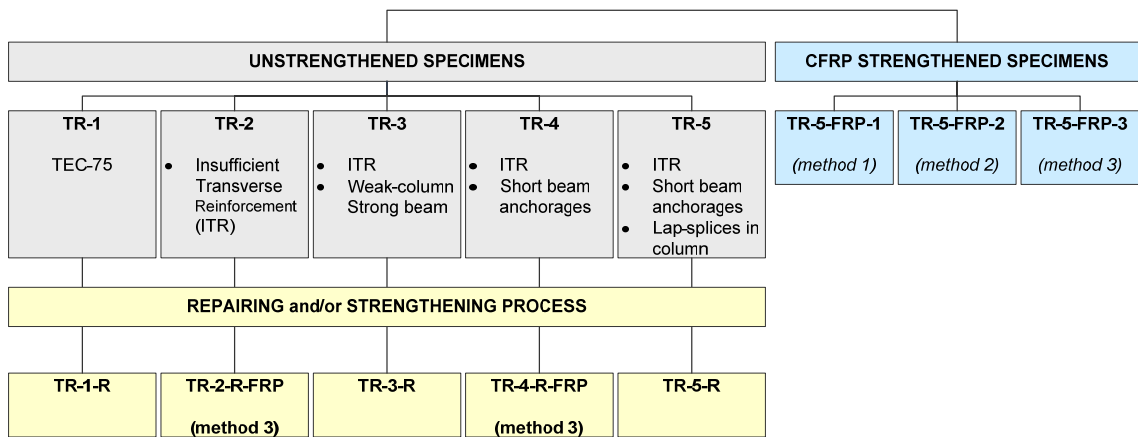 UNSTRENGTHENED SPECIMENS
CFRP STRENGTHENED SPECIMENS
TR-1
TEC-75
TR-2
• Insufficient
Transverse
Reinforcement
(ITR)
TR-3
• ITR
• Weak-column
Strong beam
TR-4
• ITR
• Short beam
anchorages
TR-5
• ITR
• Short beam
anchorages
• Lap-splices in
column
TR-5-FRP-1
(method 1)
TR-5-FRP-2
(method 2)
TR-5-FRP-3
(method 3)
REPAIRING and/or STRENGTHENING PROCESS
TR-1-R
TR-2-R-FRP
(method 3)
TR-3-R
TR-4-R-FRP
(method 3)
TR-5-R